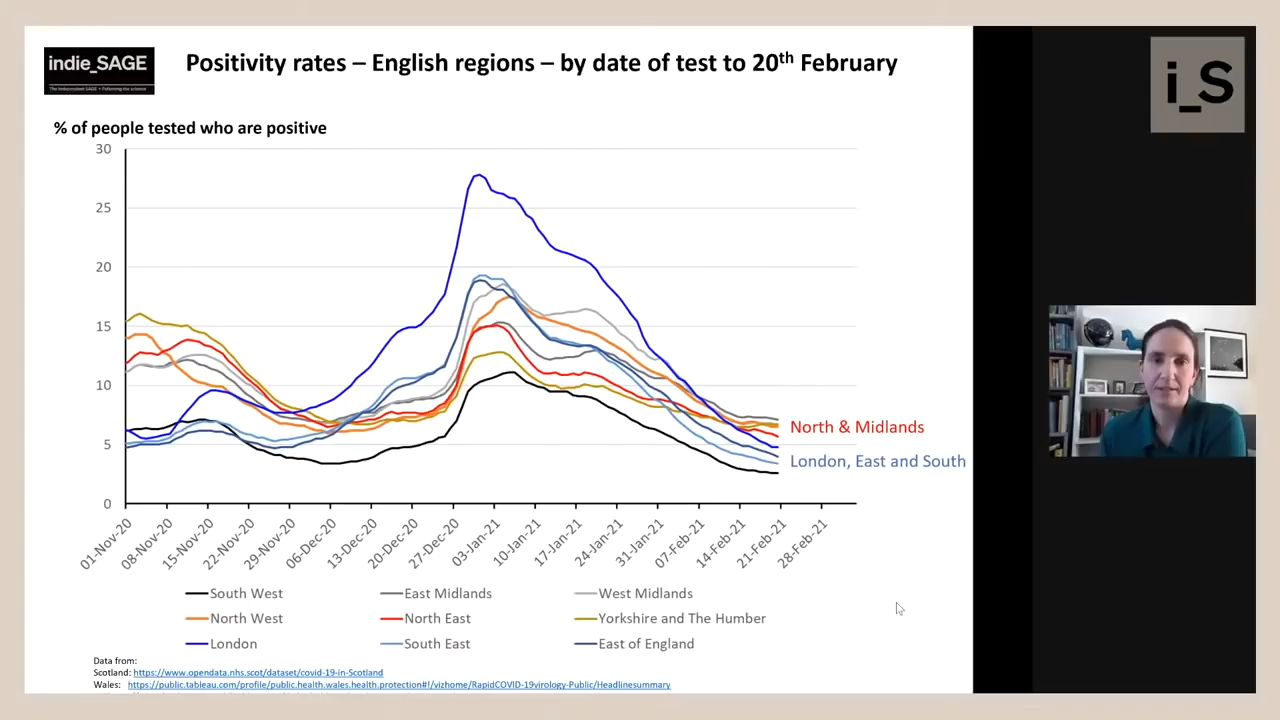 indie_SAGE
The Independent SAGE • Following the science
Positivity rates – English regions – by date of test to 20th February
i_S
% of people tested who are positive
30
25
20
15
10
5
0
North & Midlands
London, East and South
01-Nov-20
08-Nov-20
15-Nov-20
22-Nov-20
29-Nov-20
06-Dec-20
13-Dec-20
20-Dec-20
27-Dec-20
03-Jan-21
10-Jan-21
17-Jan-21
24-Jan-21
31-Jan-21
07-Feb-21
14-Feb-21
21-Feb-21
28-Feb-21
South West
East Midlands
West Midlands
North West
North East
Yorkshire and The Humber
London
South East
East of England
Data from:
Scotland: https://www.opendata.nhs.scot/dataset/covid-19-in-Scotland
Wales: https://public.tableau.com/profile/public.health.wales.health.protection#!/vizhome/RapidCOVID-19virology-Public/Headlinesummary